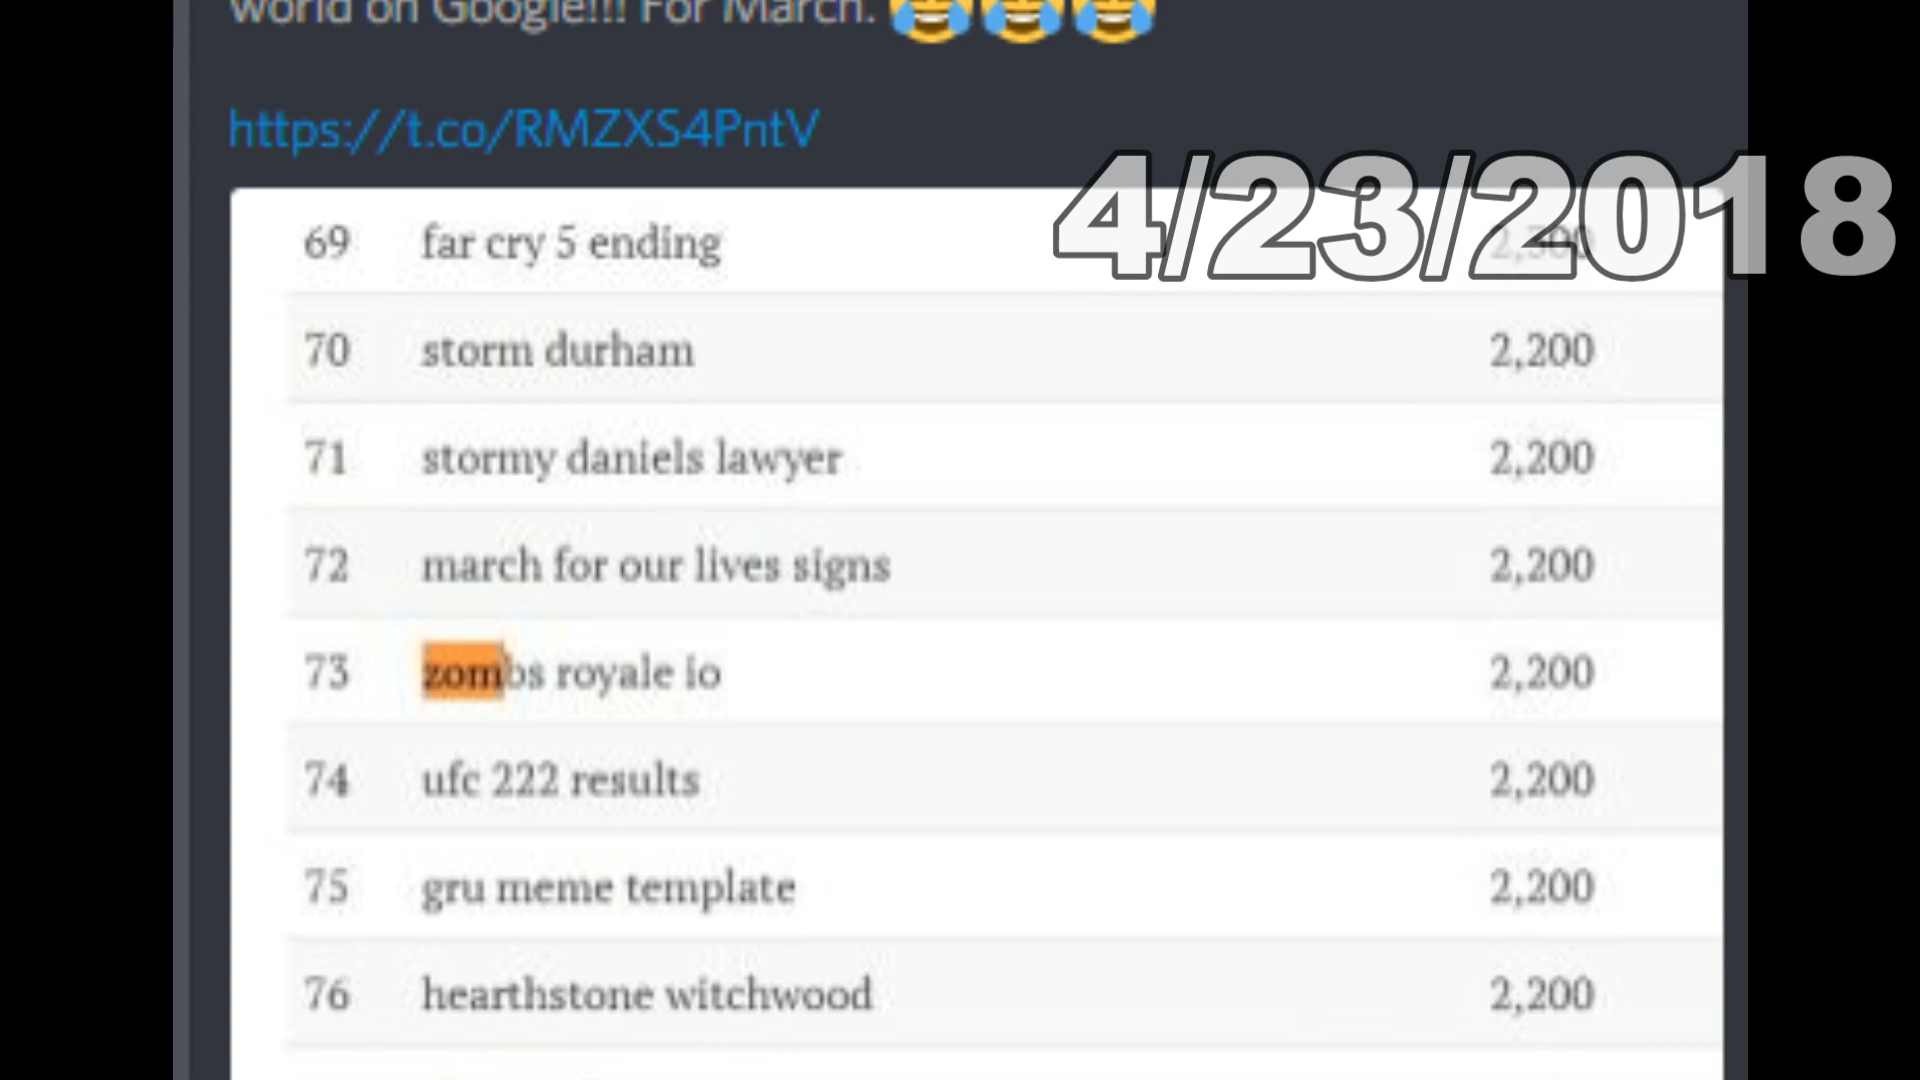 world on Google!!! For March. 😂😂😂
https://t.co/RMZXS4PntV
4/23/2018
69 far cry 5 ending 2,300
70 storm durham 2,200
71 stormy daniels lawyer 2,200
72 march for our lives signs 2,200
73 zombs royale io 2,200
74 ufc 222 results 2,200
75 gru meme template 2,200
76 hearthstone witchwood 2,200